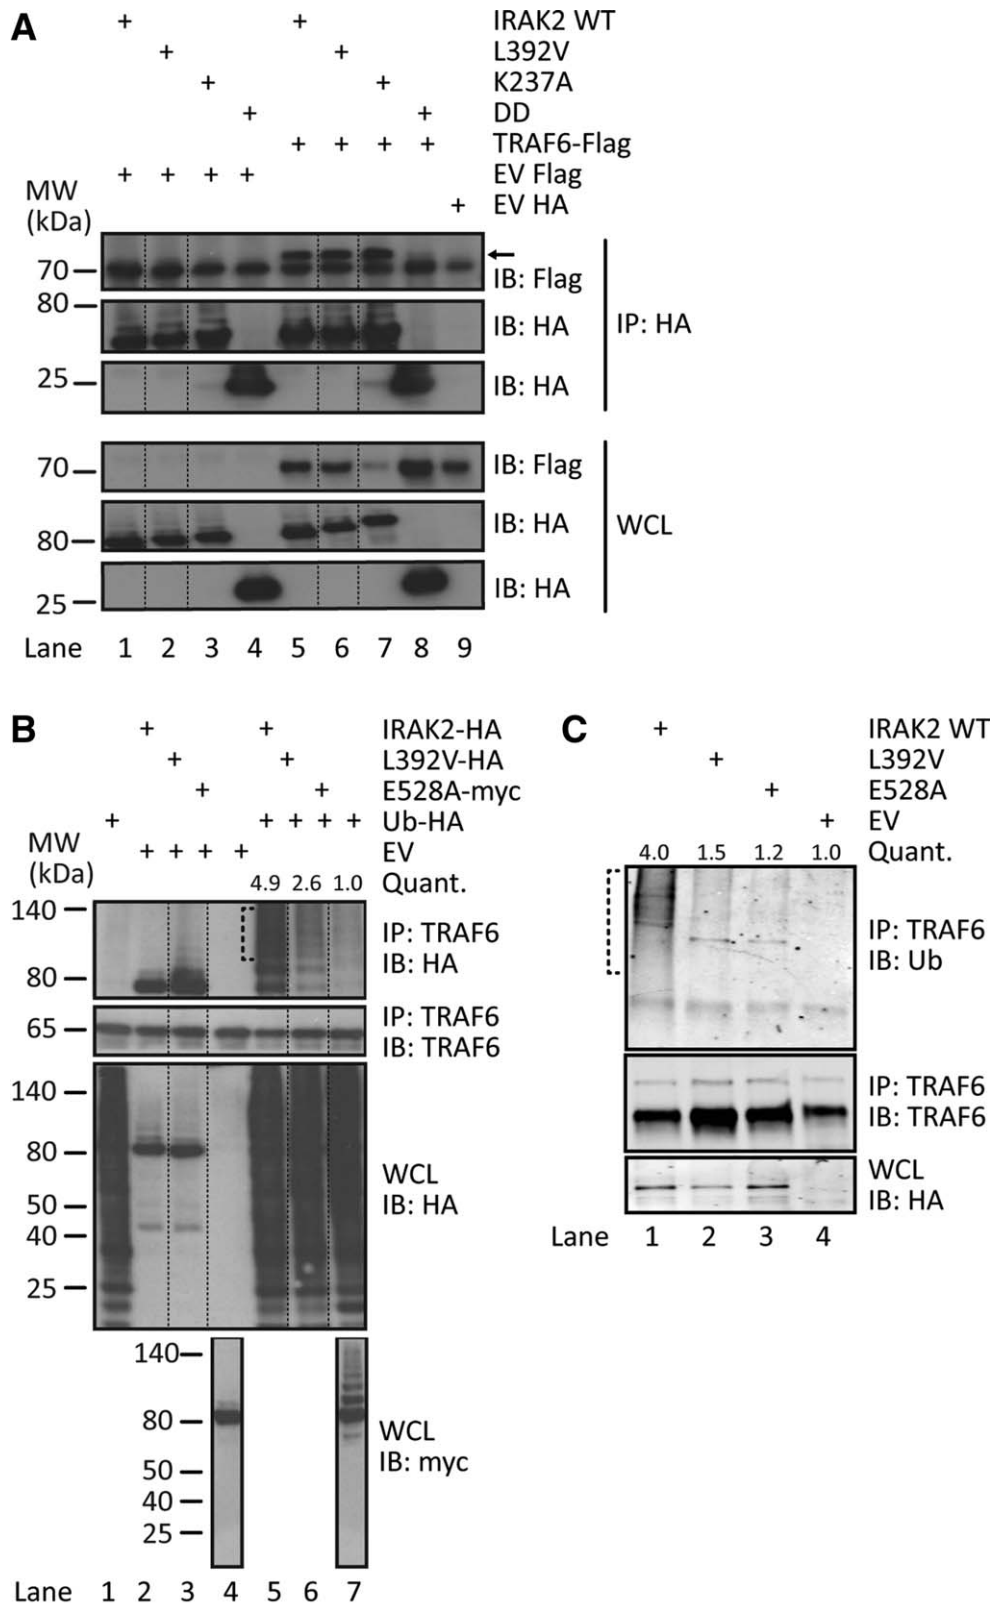 A
+ + IRAK2 WT
+ + L392V
+ + K237A
+ + DD
+ + + + TRAF6-Flag
+ + + + EV Flag
+ EV HA
MW
(kDa)
70
IB: Flag
80
IB: HA
25
IB: HA
IP: HA
70
IB: Flag
80
IB: HA
25
IB: HA
WCL
Lane 1 2 3 4 5 6 7 8 9
B
+ + IRAK2-HA
+ + L392V-HA
+ + E528A-myc
+ + + + + Ub-HA
+ + + + EV
MW
(kDa)
4.9 2.6 1.0 Quant.
140
80
IP: TRAF6
IB: HA
65
IP: TRAF6
IB: TRAF6
140
80
50
40
25
WCL
IB: HA
140
80
50
40
25
WCL
IB: myc
Lane 1 2 3 4 5 6 7
C
+ IRAK2 WT
+ L392V
+ E528A
+ EV
4.0 1.5 1.2 1.0 Quant.
IP: TRAF6
IB: Ub
IP: TRAF6
IB: TRAF6
WCL
IB: HA
Lane 1 2 3 4